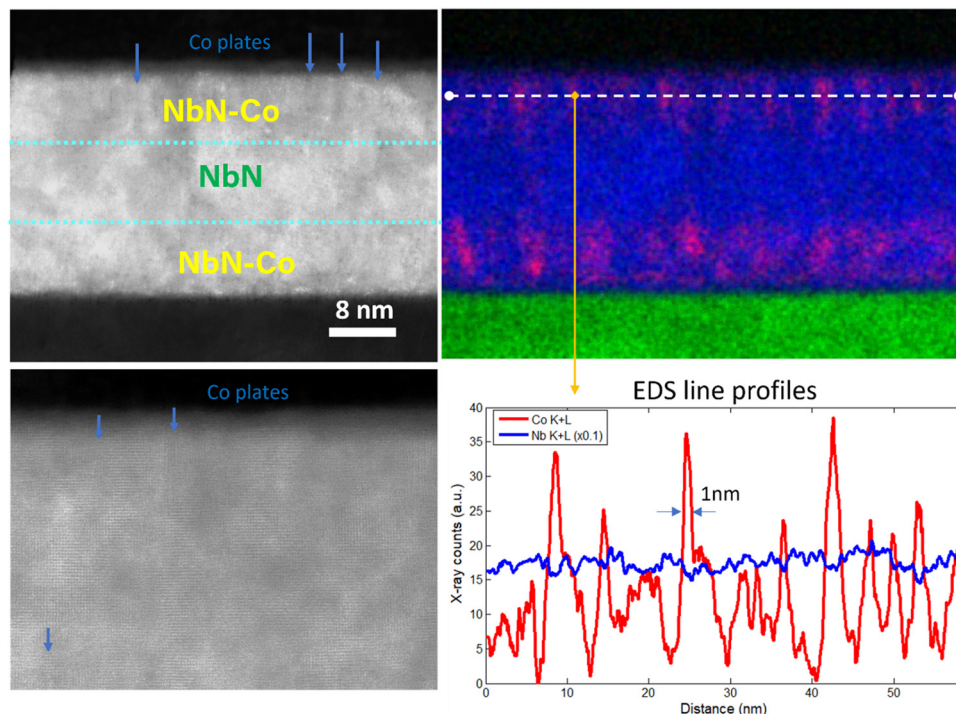 Co plates
NbN-Co
NbN
NbN-Co
8 nm
Co plates
EDS line profiles
Co K+L
Nb K+L (x0.1)
1nm
X-ray counts (a.u.)
40
35
30
25
20
15
10
5
0
0 10 20 30 40 50
Distance (nm)